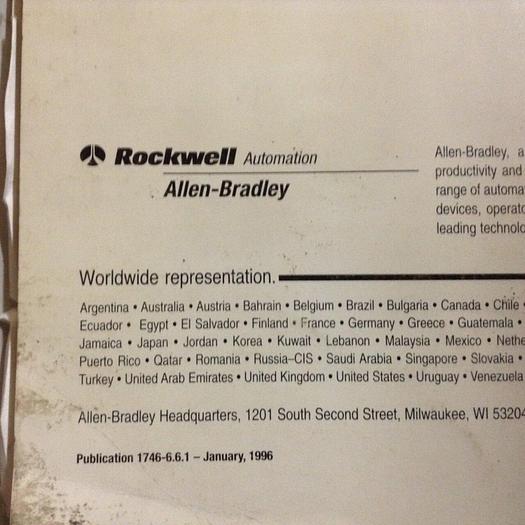 Rockwell Automation
Allen-Bradley
Allen-Bradley, a
productivity and
range of automa
devices, operato
leading technolo
Worldwide representation.
Argentina • Australia • Austria • Bahrain • Belgium • Brazil • Bulgaria • Canada • Chile •
Ecuador • Egypt • El Salvador • Finland • France • Germany • Greece • Guatemala •
Jamaica • Japan • Jordan • Korea • Kuwait • Lebanon • Malaysia • Mexico • Nethe
Puerto Rico • Qatar • Romania • Russia–CIS • Saudi Arabia • Singapore • Slovakia •
Turkey • United Arab Emirates • United Kingdom • United States • Uruguay • Venezuela
Allen-Bradley Headquarters, 1201 South Second Street, Milwaukee, WI 53204
Publication 1746-6.6.1 – January, 1996